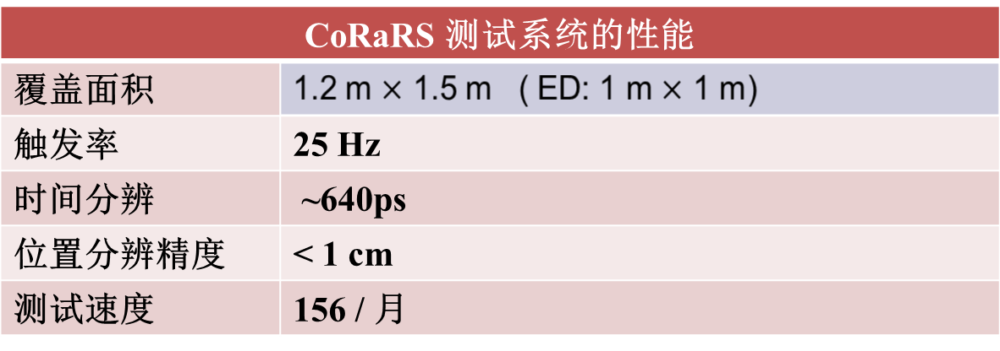 CoRaRS 测试系统的性能
覆盖面积 1.2 m × 1.5 m ( ED: 1 m × 1 m)
触发率 25 Hz
时间分辨 ~640ps
位置分辨精度 < 1 cm
测试速度 156 / 月